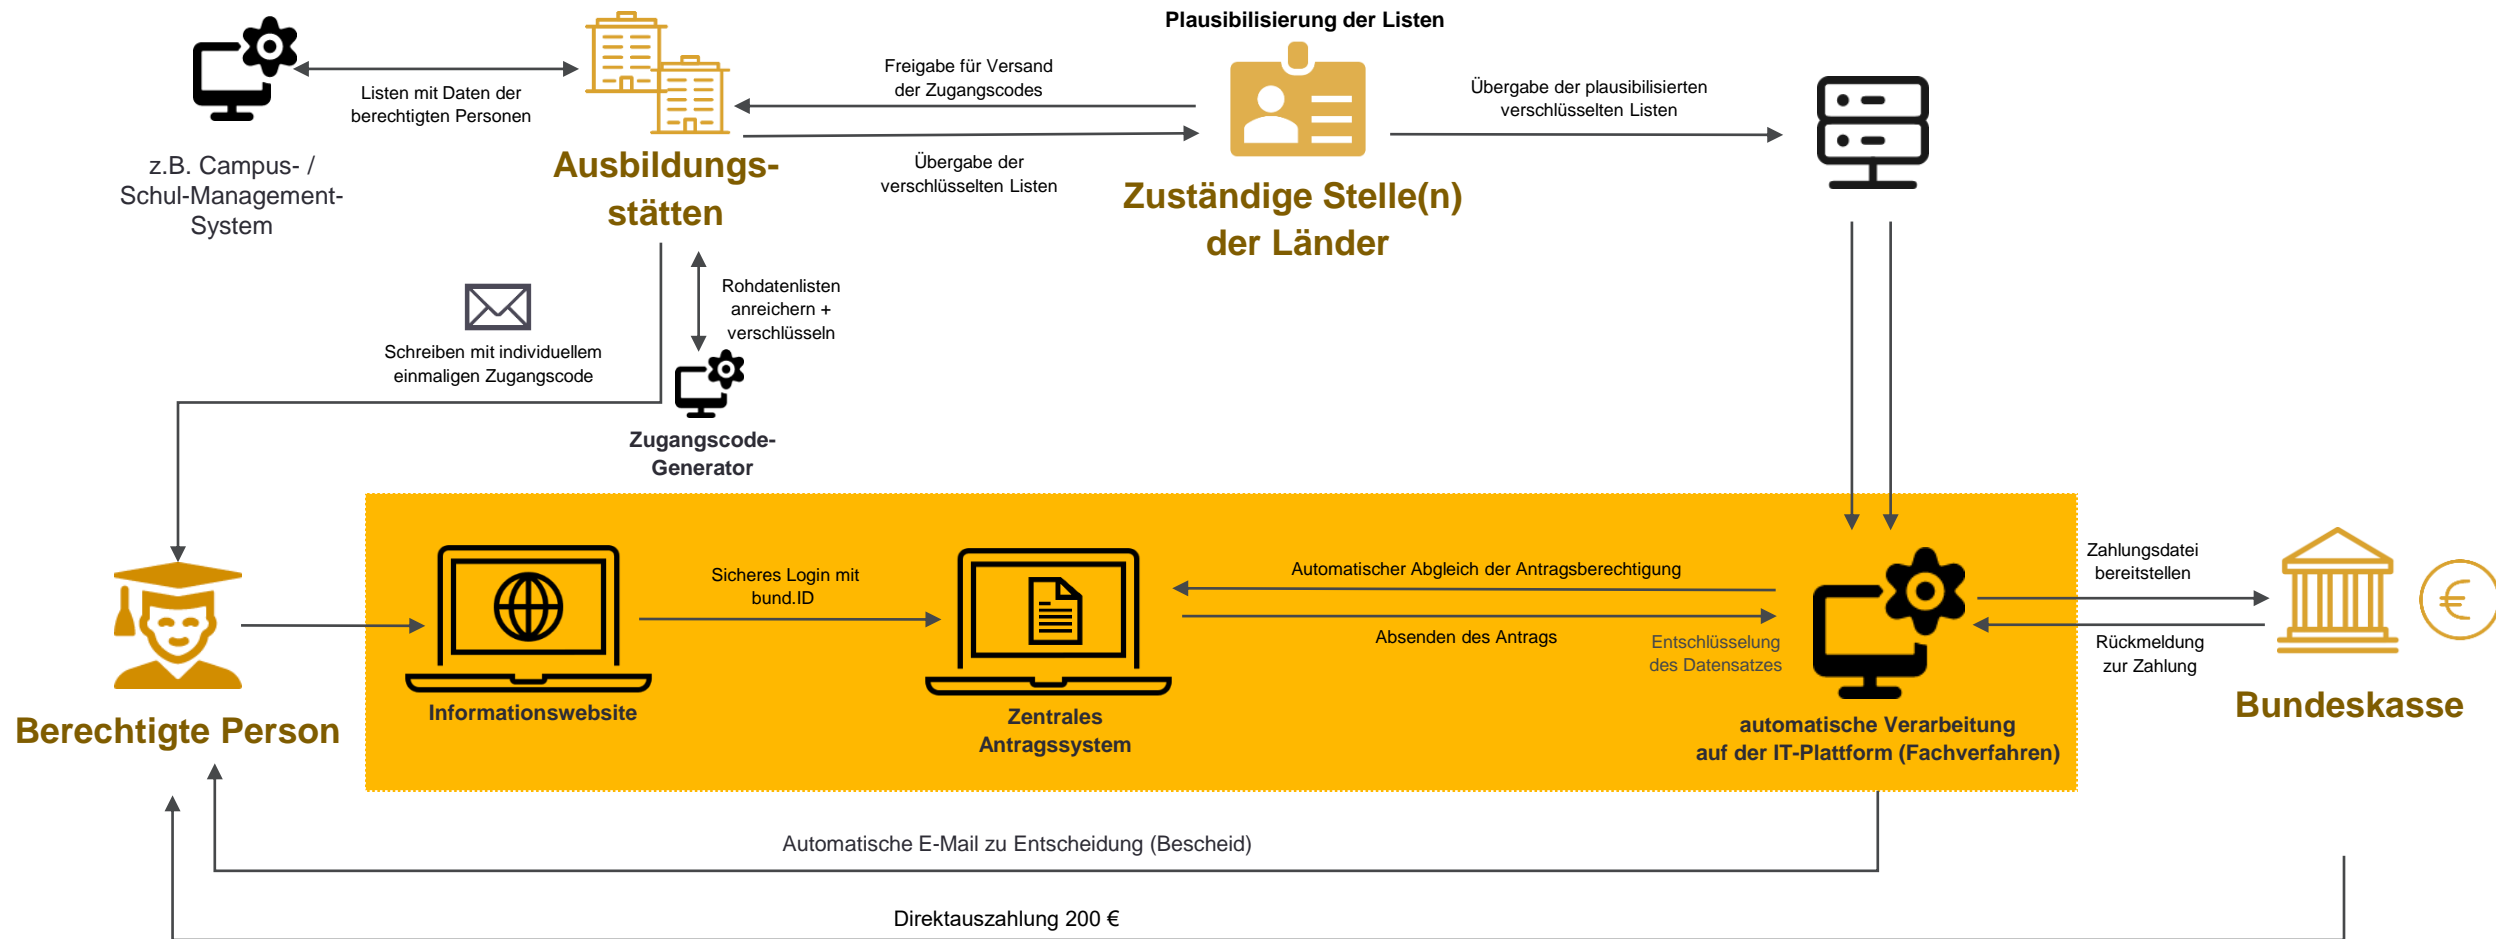 Plausibilisierung der Listen
Listen mit Daten der
berechtigten Personen
Freigabe für Versand
der Zugangscodes
Übergabe der plausibilisierten
verschlüsselten Listen
z.B. Campus- /
Schul-Management-
System
Ausbildungs-
stätten
Übergabe der
verschlüsselten Listen
Zuständige Stelle(n)
der Länder
Rohdatenlisten
anreichern +
verschlüsseln
Schreiben mit individuellem
einmaligen Zugangscode
Zugangscode-
Generator
Sicheres Login mit
bund.ID
Automatischer Abgleich der Antragsberechtigung
Absenden des Antrags
Entschlüsselung
des Datensatzes
Zahlungsdatei
bereitstellen
€
Rückmeldung
zur Zahlung
Berechtigte Person
Informationswebsite
Zentrales
Antragssystem
automatische Verarbeitung
auf der IT-Plattform (Fachverfahren)
Bundeskasse
Automatische E-Mail zu Entscheidung (Bescheid)
Direktauszahlung 200 €